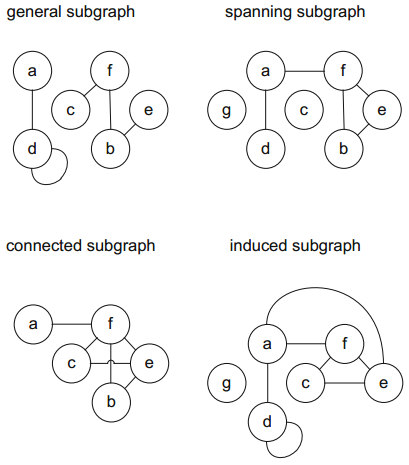 general subgraph
spanning subgraph
a
f
a
f
c
e
g
c
e
d
b
d
b
connected subgraph
induced subgraph
a
f
a
f
c
e
g
c
e
b
d